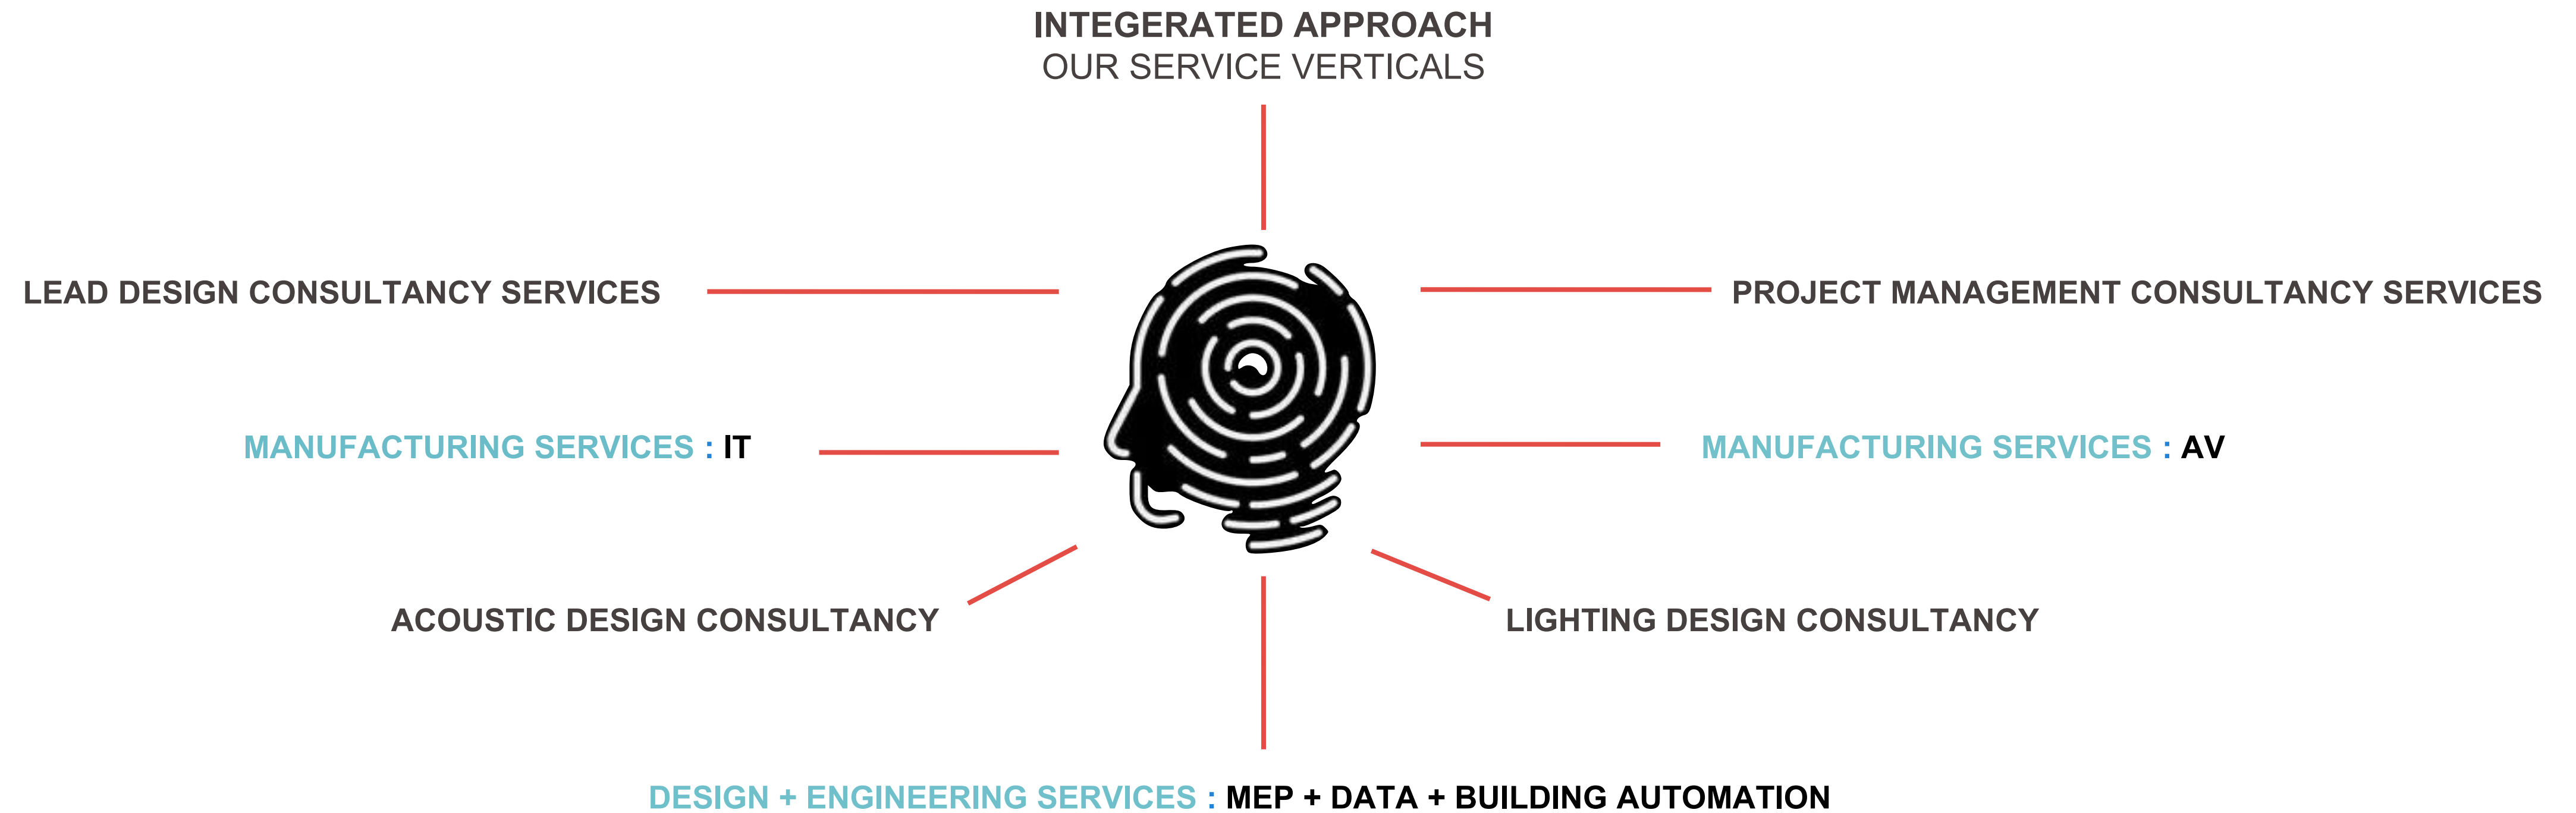 INTEGERATED APPROACH
OUR SERVICE VERTICALS
LEAD DESIGN CONSULTANCY SERVICES
PROJECT MANAGEMENT CONSULTANCY SERVICES
MANUFACTURING SERVICES : IT
MANUFACTURING SERVICES : AV
ACOUSTIC DESIGN CONSULTANCY
LIGHTING DESIGN CONSULTANCY
DESIGN + ENGINEERING SERVICES : MEP + DATA + BUILDING AUTOMATION